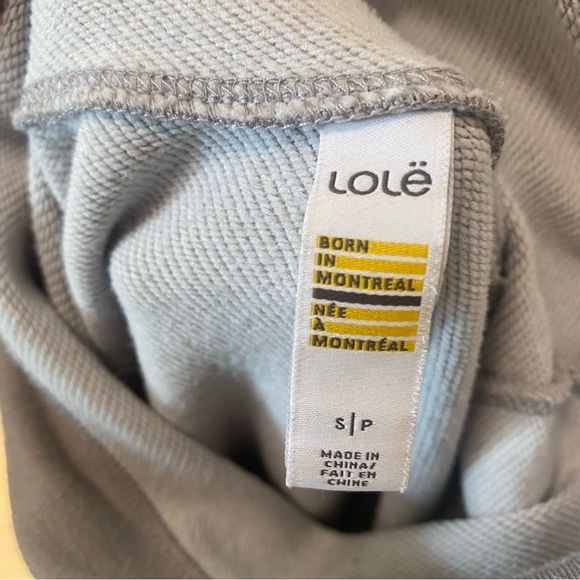 Lolë
BORN
IN
MONTREAL
NÉE
À
MONTRÉAL
S|P
MADE IN
CHINA/
FAIT EN
CHINE